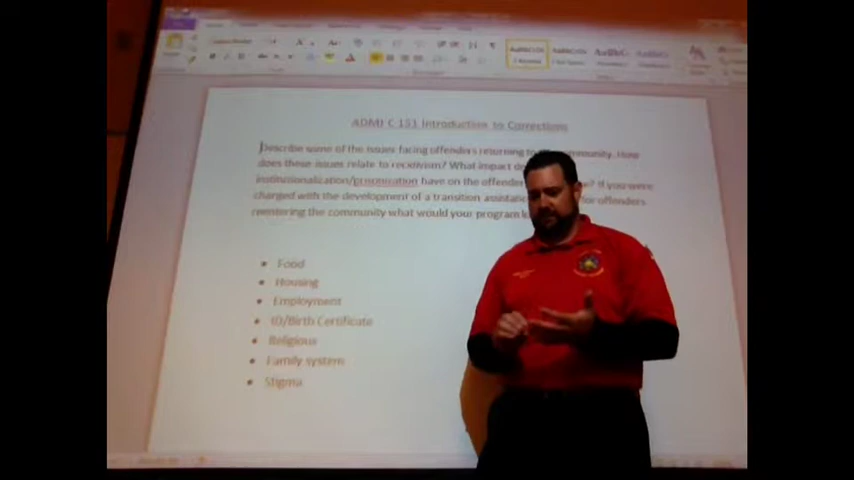 ADMJ C-151 Introduction to Corrections
Describe some of the issues facing offenders returning to community. How
does these issues relate to recidivism? What impact
institutionalization/prisonization have on the offender ? If you were
charged with the development of a transition assistance for offenders
reentering the community what would your program
• Food
• Housing
• Employment
• ID/Birth Certificate
• Religious
• Family system
• Stigma